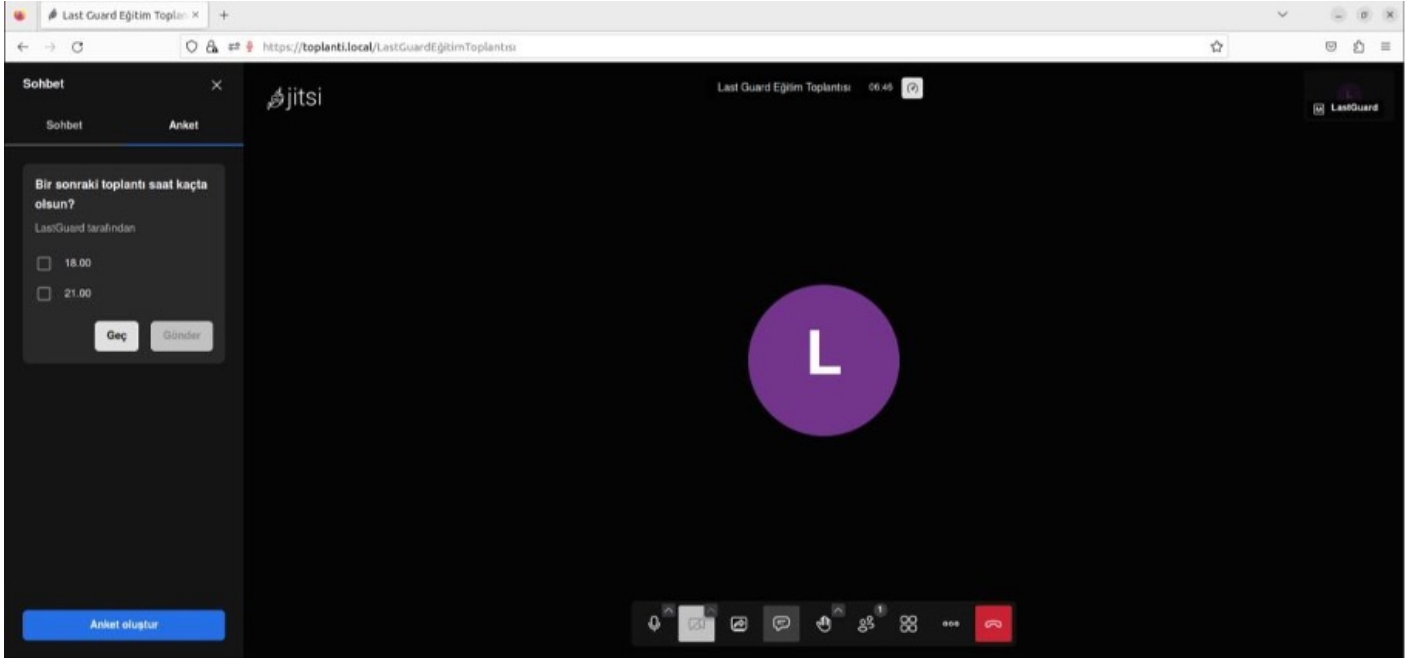 Last Guard Eğitim Toplan
https://toplanti.local/LastGuardEğitimToplantısı
Sohbet
Sohbet Anket
Bir sonraki toplantı saat kaçta
olsun?
LastGuard tarafından
18.00
21.00
Geç Gönder
Anket oluştur
jitsi
Last Guard Eğitim Toplantısı 06:46
L
LastGuard
L
1